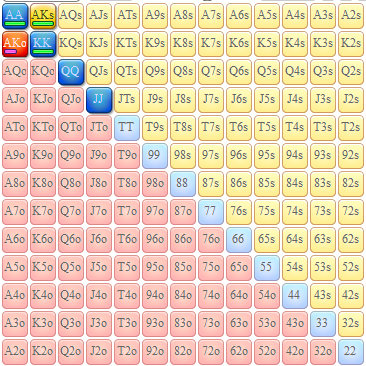 AA AKs AQs AJs ATs A9s A8s A7s A6s A5s A4s A3s A2s
AKo KK KQs KJs KTs K9s K8s K7s K6s K5s K4s K3s K2s
AQo KQo QQ QJs QTs Q9s Q8s Q7s Q6s Q5s Q4s Q3s Q2s
AJo KJo QJo JJ JTs J9s J8s J7s J6s J5s J4s J3s J2s
ATo KTo QTo JTo TT T9s T8s T7s T6s T5s T4s T3s T2s
A9o K9o Q9o J9o T9o 99 98s 97s 96s 95s 94s 93s 92s
A8o K8o Q8o J8o T8o 98o 88 87s 86s 85s 84s 83s 82s
A7o K7o Q7o J7o T7o 97o 87o 77 76s 75s 74s 73s 72s
A6o K6o Q6o J6o T6o 96o 86o 76o 66 65s 64s 63s 62s
A5o K5o Q5o J5o T5o 95o 85o 75o 65o 55 54s 53s 52s
A4o K4o Q4o J4o T4o 94o 84o 74o 64o 54o 44 43s 42s
A3o K3o Q3o J3o T3o 93o 83o 73o 63o 53o 43o 33 32s
A2o K2o Q2o J2o T2o 92o 82o 72o 62o 52o 42o 32o 22